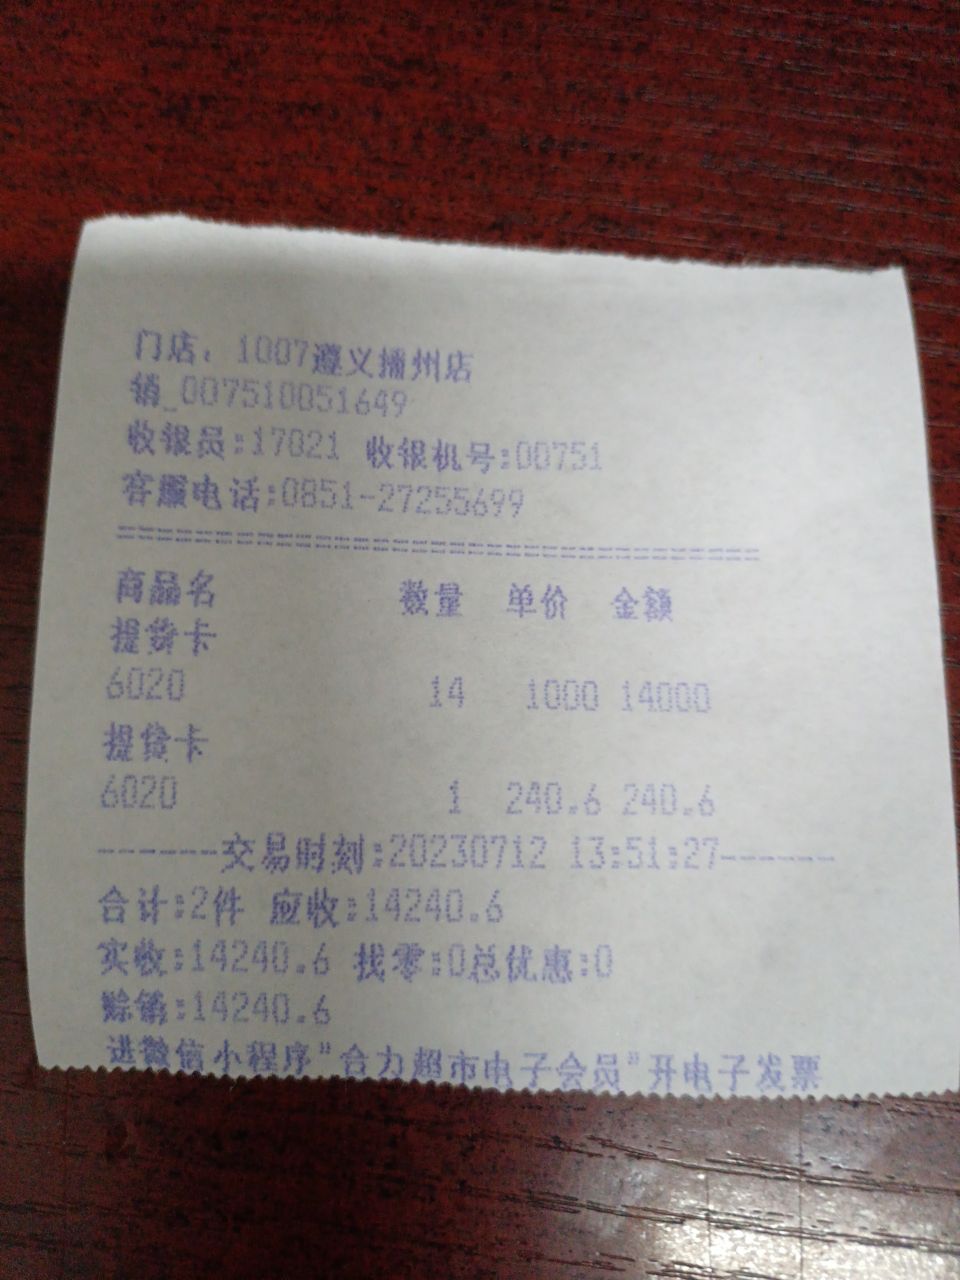 门店：1007遵义播州店
销_007510051649
收银员:17021 收银机号:00751
客服电话:0851-27255699
========================================
商品名 数量 单价 金额
提货卡
6020 14 1000 14000
提货卡
6020 1 240.6 240.6
------交易时刻:20230712 13:51:27------
合计:2件 应收:14240.6
实收:14240.6 找零:0总优惠:0
赊销:14240.6
进微信小程序"合力超市电子会员"开电子发票